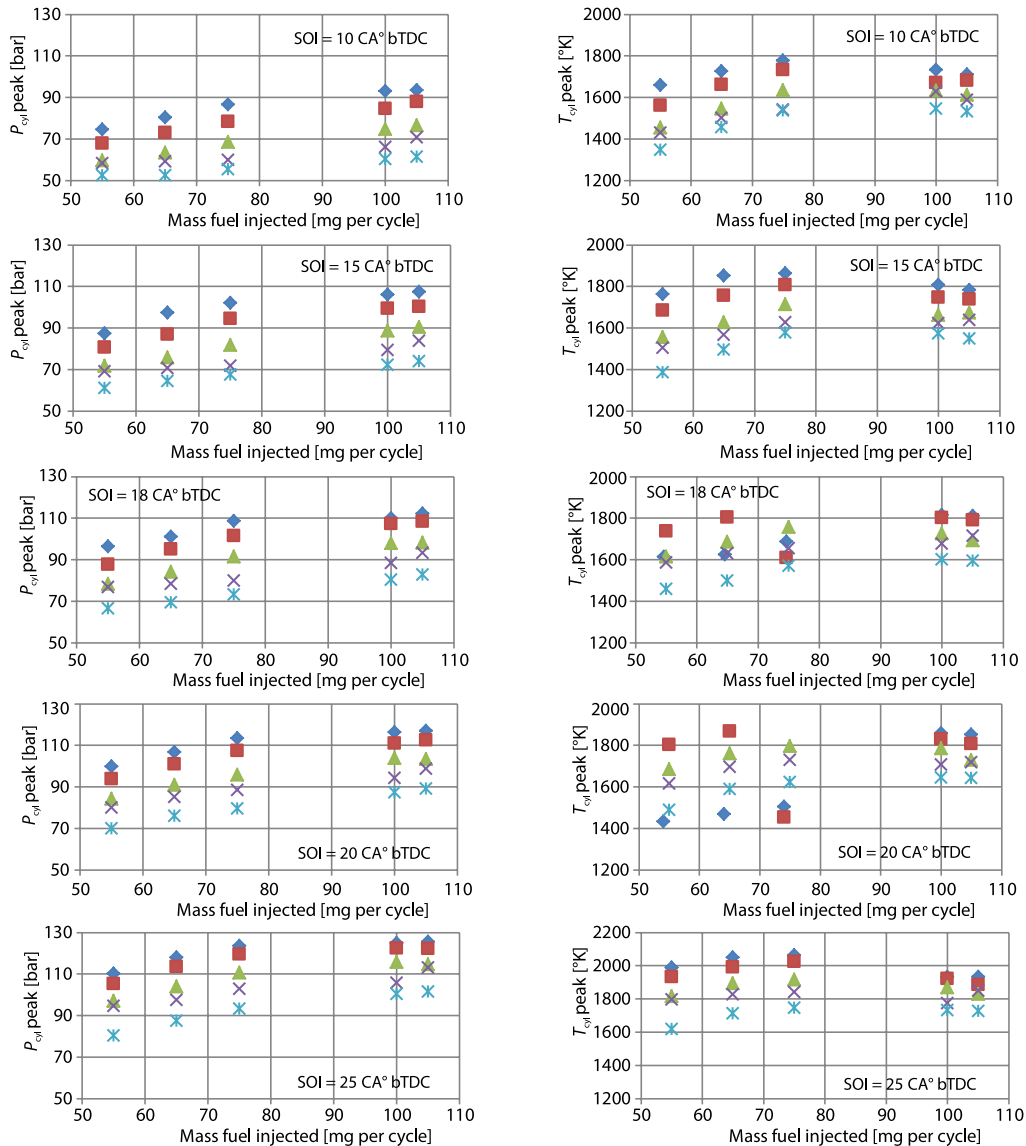 130
110
90
70
50
P_cyl peak [bar]
SOI = 10 CA° bTDC
50 60 70 80 90 100 110
Mass fuel injected [mg per cycle]
2000
1800
1600
1400
1200
T_cyl peak [°K]
SOI = 10 CA° bTDC
50 60 70 80 90 100 110
Mass fuel injected [mg per cycle]
130
110
90
70
50
P_cyl peak [bar]
SOI = 15 CA° bTDC
50 60 70 80 90 100 110
Mass fuel injected [mg per cycle]
2000
1800
1600
1400
1200
T_cyl peak [°K]
SOI = 15 CA° bTDC
50 60 70 80 90 100 110
Mass fuel injected [mg per cycle]
130
110
90
70
50
P_cyl peak [bar]
SOI = 18 CA° bTDC
50 60 70 80 90 100 110
Mass fuel injected [mg per cycle]
2000
1800
1600
1400
1200
T_cyl peak [°K]
SOI = 18 CA° bTDC
50 60 70 80 90 100 110
Mass fuel injected [mg per cycle]
130
110
90
70
50
P_cyl peak [bar]
SOI = 20 CA° bTDC
50 60 70 80 90 100 110
Mass fuel injected [mg per cycle]
2000
1800
1600
1400
1200
T_cyl peak [°K]
SOI = 20 CA° bTDC
50 60 70 80 90 100 110
Mass fuel injected [mg per cycle]
130
110
90
70
50
P_cyl peak [bar]
SOI = 25 CA° bTDC
50 60 70 80 90 100 110
Mass fuel injected [mg per cycle]
2200
2000
1800
1600
1400
1200
T_cyl peak [°K]
SOI = 25 CA° bTDC
50 60 70 80 90 100 110
Mass fuel injected [mg per cycle]